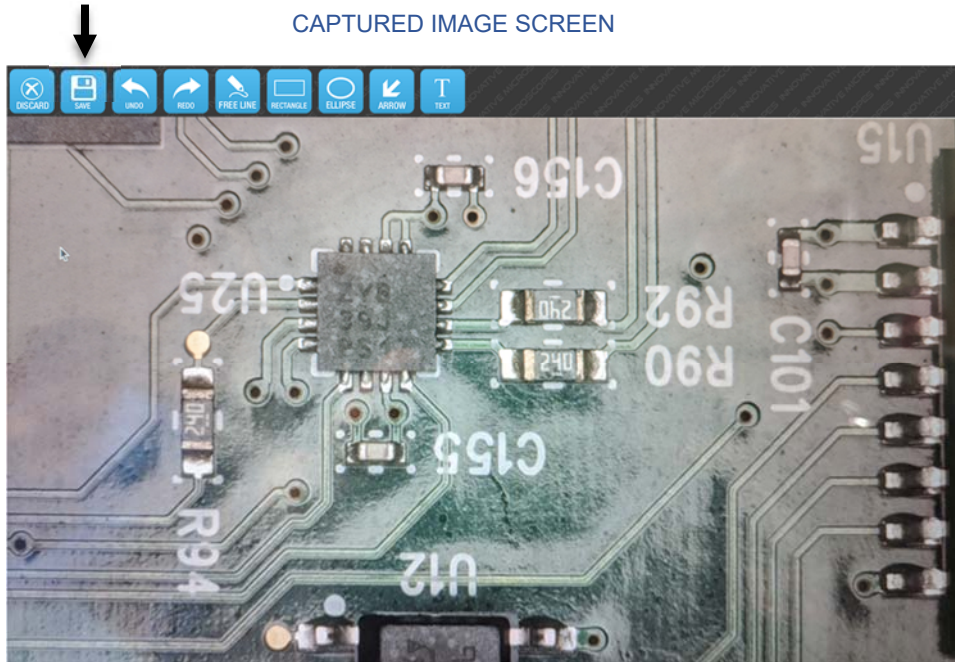 CAPTURED IMAGE SCREEN
DISCARD SAVE UNDO REDO FREE LINE RECTANGLE ELLIPSE ARROW T TEXT
U15
C156
U25
R92
240
R90
240
C101
240
C155
R94
U12